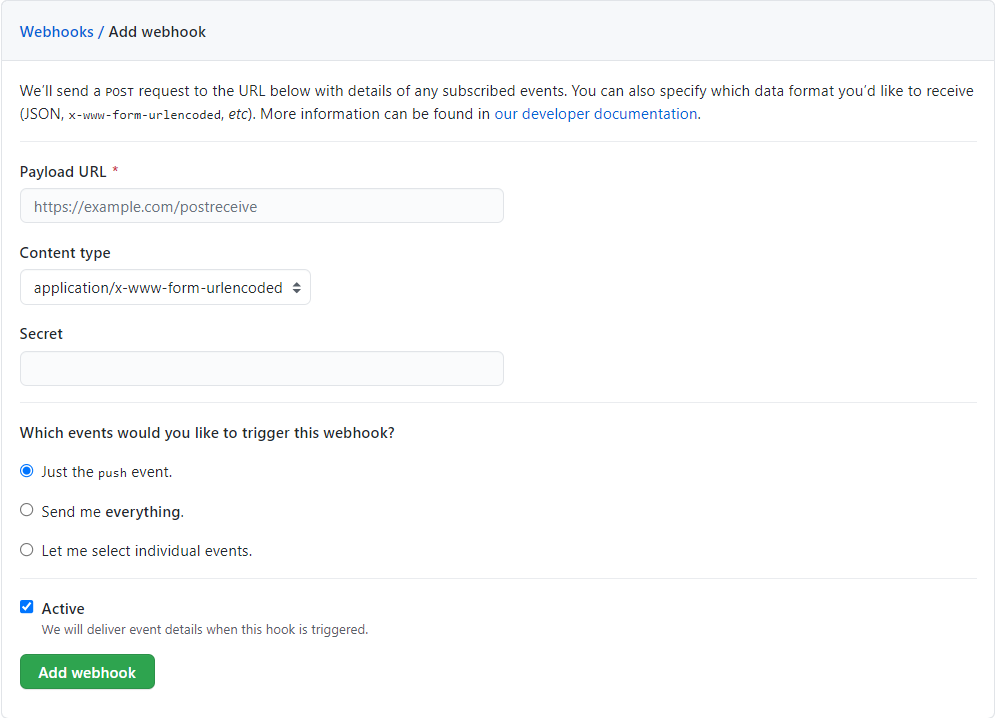 Webhooks / Add webhook
We’ll send a POST request to the URL below with details of any subscribed events. You can also specify which data format you’d like to receive
(JSON, x-www-form-urlencoded, etc). More information can be found in our developer documentation.
Payload URL *
https://example.com/postreceive
Content type
application/x-www-form-urlencoded
Secret
Which events would you like to trigger this webhook?
Just the push event.
Send me everything.
Let me select individual events.
Active
We will deliver event details when this hook is triggered.
Add webhook